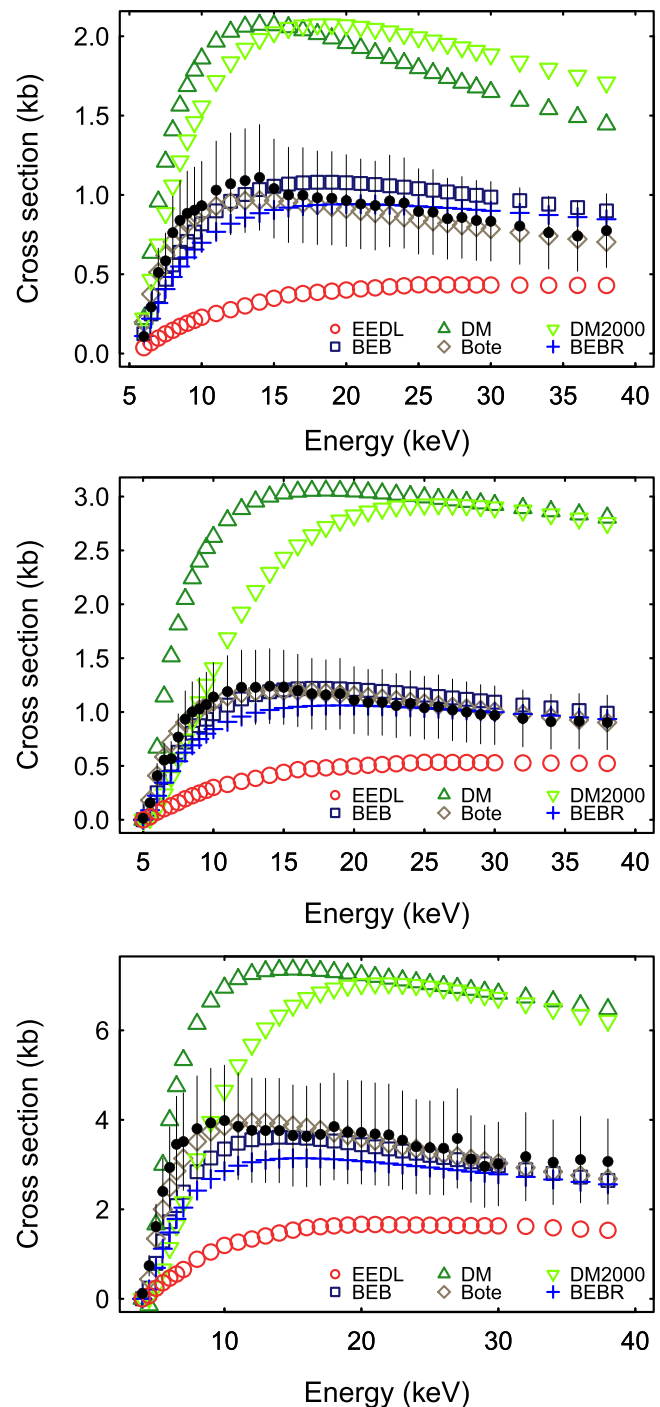 Cross section (kb)
2.0
1.5
1.0
0.5
0.0
EEDL DM DM2000
BEB Bote BEBR
5 10 15 20 25 30 35 40
Energy (keV)
Cross section (kb)
3.0
2.5
2.0
1.5
1.0
0.5
0.0
EEDL DM DM2000
BEB Bote BEBR
5 10 15 20 25 30 35 40
Energy (keV)
Cross section (kb)
6
4
2
0
EEDL DM DM2000
BEB Bote BEBR
10 20 30 40
Energy (keV)